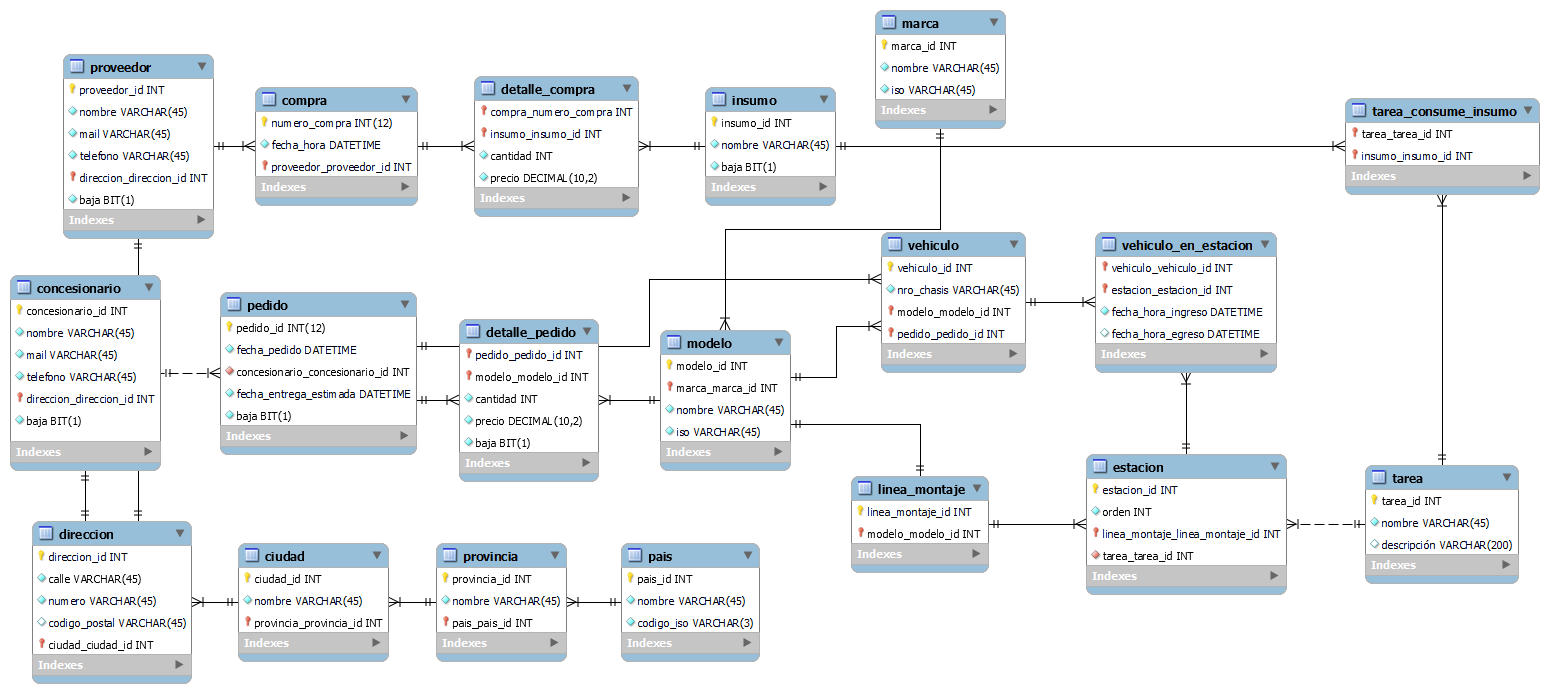 marca
marca_id INT
nombre VARCHAR(45)
iso VARCHAR(45)
Indexes
proveedor
proveedor_id INT
nombre VARCHAR(45)
mail VARCHAR(45)
telefono VARCHAR(45)
direccion_direccion_id INT
baja BIT(1)
Indexes
compra
numero_compra INT(12)
fecha_hora DATETIME
proveedor_proveedor_id INT
Indexes
detalle_compra
compra_numero_compra INT
insumo_insumo_id INT
cantidad INT
precio DECIMAL(10,2)
Indexes
insumo
insumo_id INT
nombre VARCHAR(45)
baja BIT(1)
Indexes
tarea_consume_insumo
tarea_tarea_id INT
insumo_insumo_id INT
Indexes
concesionario
concesionario_id INT
nombre VARCHAR(45)
mail VARCHAR(45)
telefono VARCHAR(45)
direccion_direccion_id INT
baja BIT(1)
Indexes
pedido
pedido_id INT(12)
fecha_pedido DATETIME
concesionario_concesionario_id INT
fecha_entrega_estimada DATETIME
baja BIT(1)
Indexes
detalle_pedido
pedido_pedido_id INT
modelo_modelo_id INT
cantidad INT
precio DECIMAL(10,2)
baja BIT(1)
Indexes
modelo
modelo_id INT
marca_marca_id INT
nombre VARCHAR(45)
iso VARCHAR(45)
Indexes
vehiculo
vehiculo_id INT
nro_chasis VARCHAR(45)
modelo_modelo_id INT
pedido_pedido_id INT
Indexes
vehiculo_en_estacion
vehiculo_vehiculo_id INT
estacion_estacion_id INT
fecha_hora_ingreso DATETIME
fecha_hora_egreso DATETIME
Indexes
linea_montaje
linea_montaje_id INT
modelo_modelo_id INT
Indexes
estacion
estacion_id INT
orden INT
linea_montaje_linea_montaje_id INT
tarea_tarea_id INT
Indexes
tarea
tarea_id INT
nombre VARCHAR(45)
descripción VARCHAR(200)
Indexes
direccion
direccion_id INT
calle VARCHAR(45)
numero VARCHAR(45)
codigo_postal VARCHAR(45)
ciudad_ciudad_id INT
Indexes
ciudad
ciudad_id INT
nombre VARCHAR(45)
provincia_provincia_id INT
Indexes
provincia
provincia_id INT
nombre VARCHAR(45)
pais_pais_id INT
Indexes
pais
pais_id INT
nombre VARCHAR(45)
codigo_iso VARCHAR(3)
Indexes